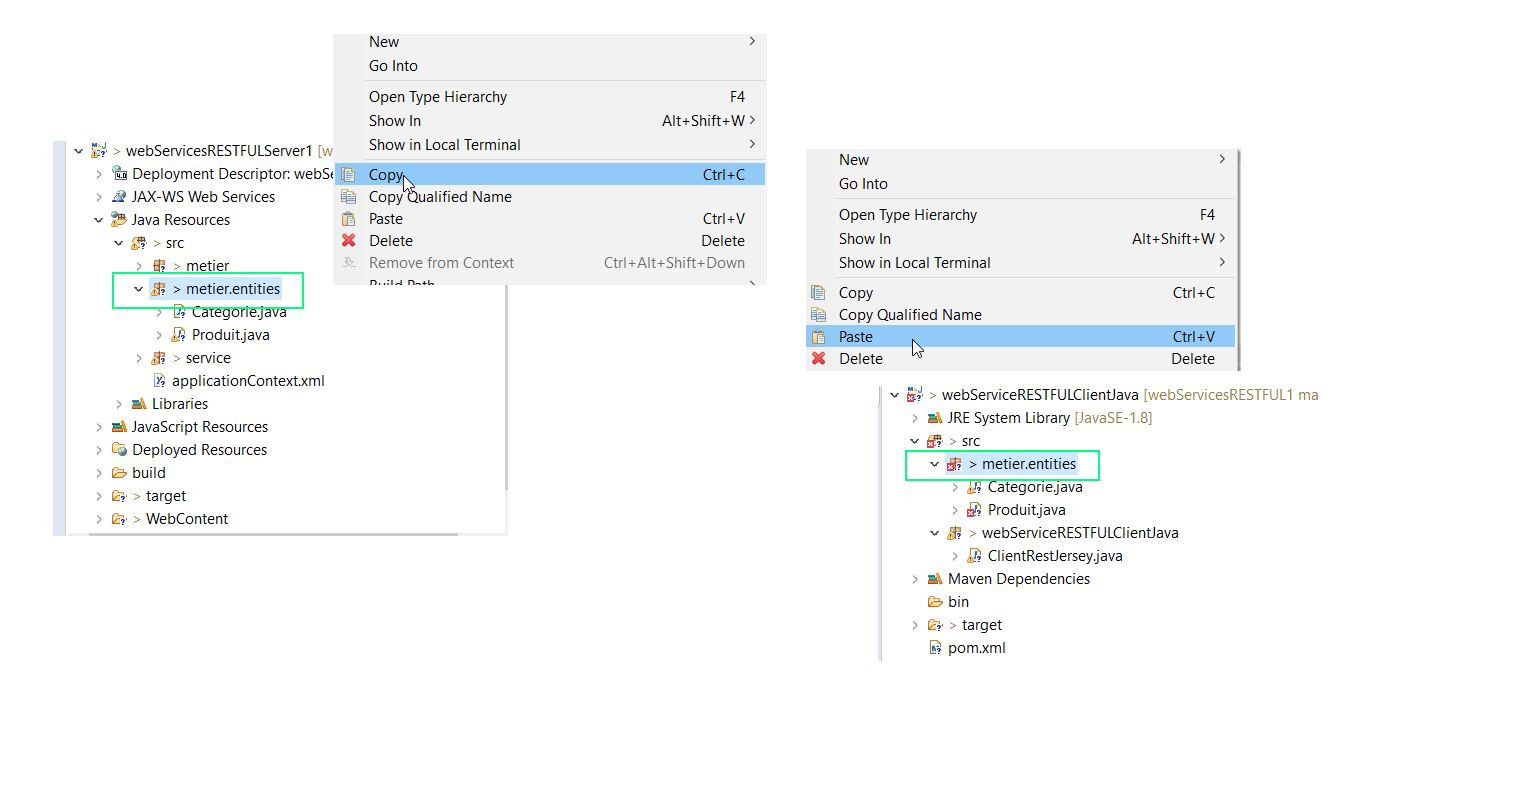 New
Go Into
Open Type Hierarchy F4
Show In Alt+Shift+W >
Show in Local Terminal
Copy Ctrl+C
Copy Qualified Name
Paste Ctrl+V
Delete Delete
Remove from Context Ctrl+Alt+Shift+Down
> webServicesRESTFULServer1 [w
Deployment Descriptor: webSe
JAX-WS Web Services
Java Resources
> src
> metier
> metier.entities
Categorie.java
Produit.java
> service
applicationContext.xml
Libraries
JavaScript Resources
Deployed Resources
build
> target
> WebContent
New
Go Into
Open Type Hierarchy F4
Show In Alt+Shift+W >
Show in Local Terminal
Copy Ctrl+C
Copy Qualified Name
Paste Ctrl+V
Delete Delete
> webServiceRESTFULClientJava [webServicesRESTFUL1 ma
JRE System Library [JavaSE-1.8]
> src
> metier.entities
Categorie.java
Produit.java
> webServiceRESTFULClientJava
ClientRestJersey.java
Maven Dependencies
bin
> target
pom.xml